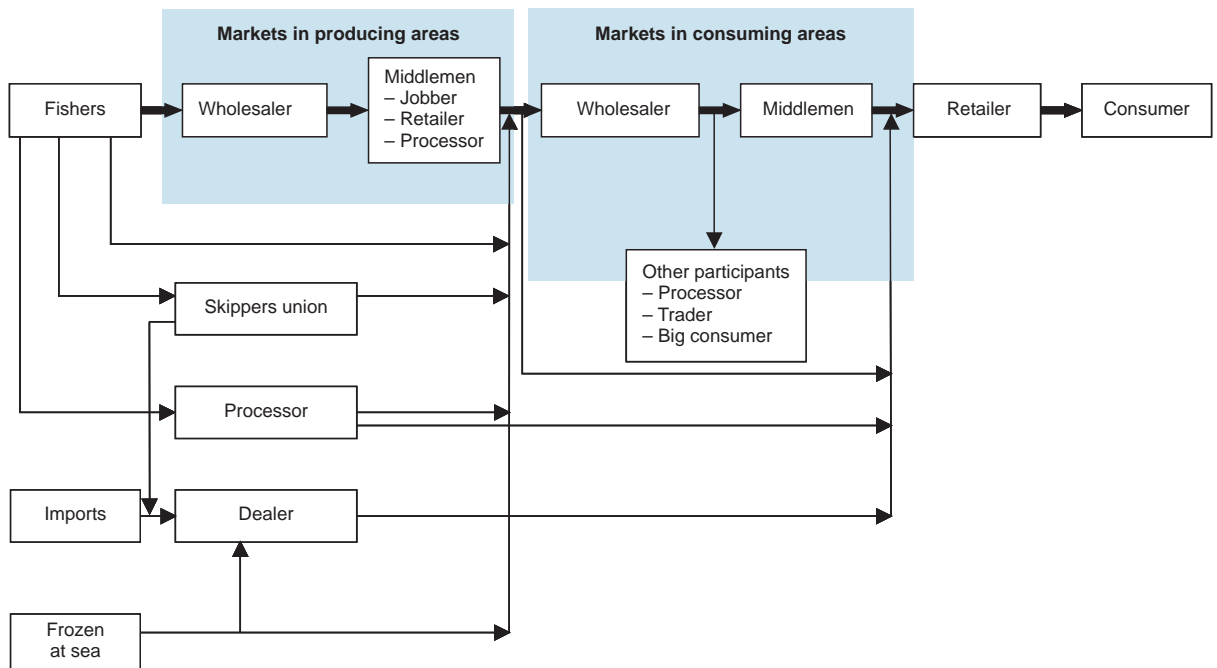 Markets in producing areas
Markets in consuming areas
Fishers
Wholesaler
Middlemen
– Jobber
– Retailer
– Processor
Wholesaler
Middlemen
Retailer
Consumer
Other participants
– Processor
– Trader
– Big consumer
Skippers union
Processor
Imports
Dealer
Frozen
at sea